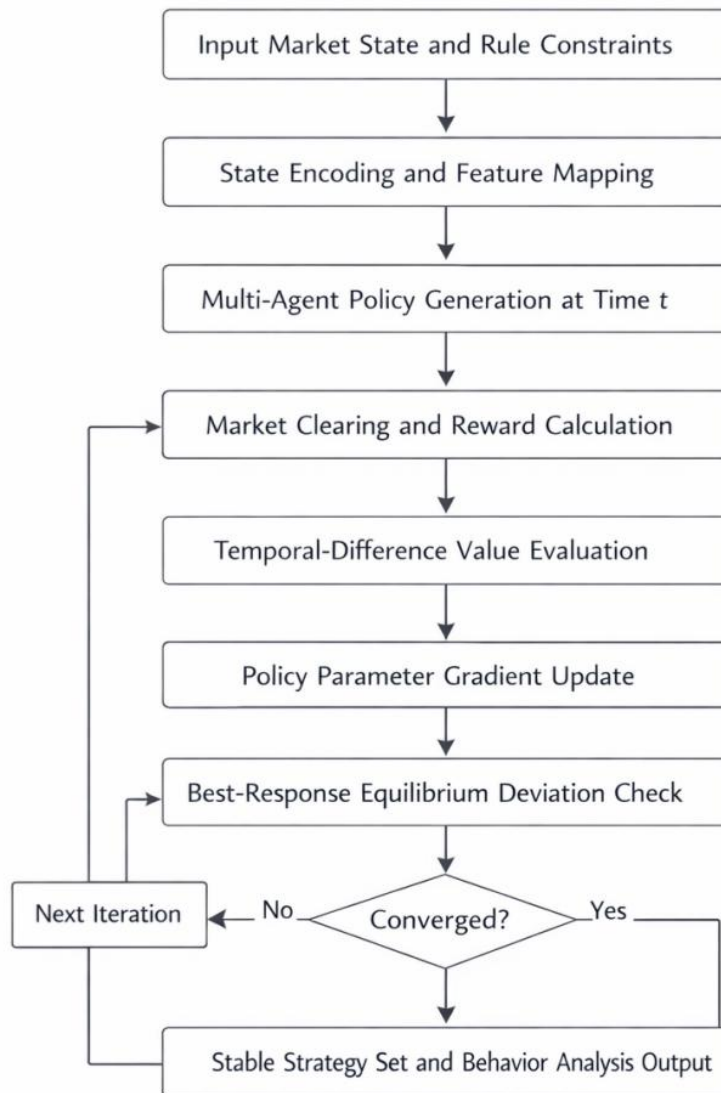 Input Market State and Rule Constraints
State Encoding and Feature Mapping
Multi-Agent Policy Generation at Time t
Market Clearing and Reward Calculation
Temporal-Difference Value Evaluation
Policy Parameter Gradient Update
Best-Response Equilibrium Deviation Check
Next Iteration
No
Converged?
Yes
Stable Strategy Set and Behavior Analysis Output